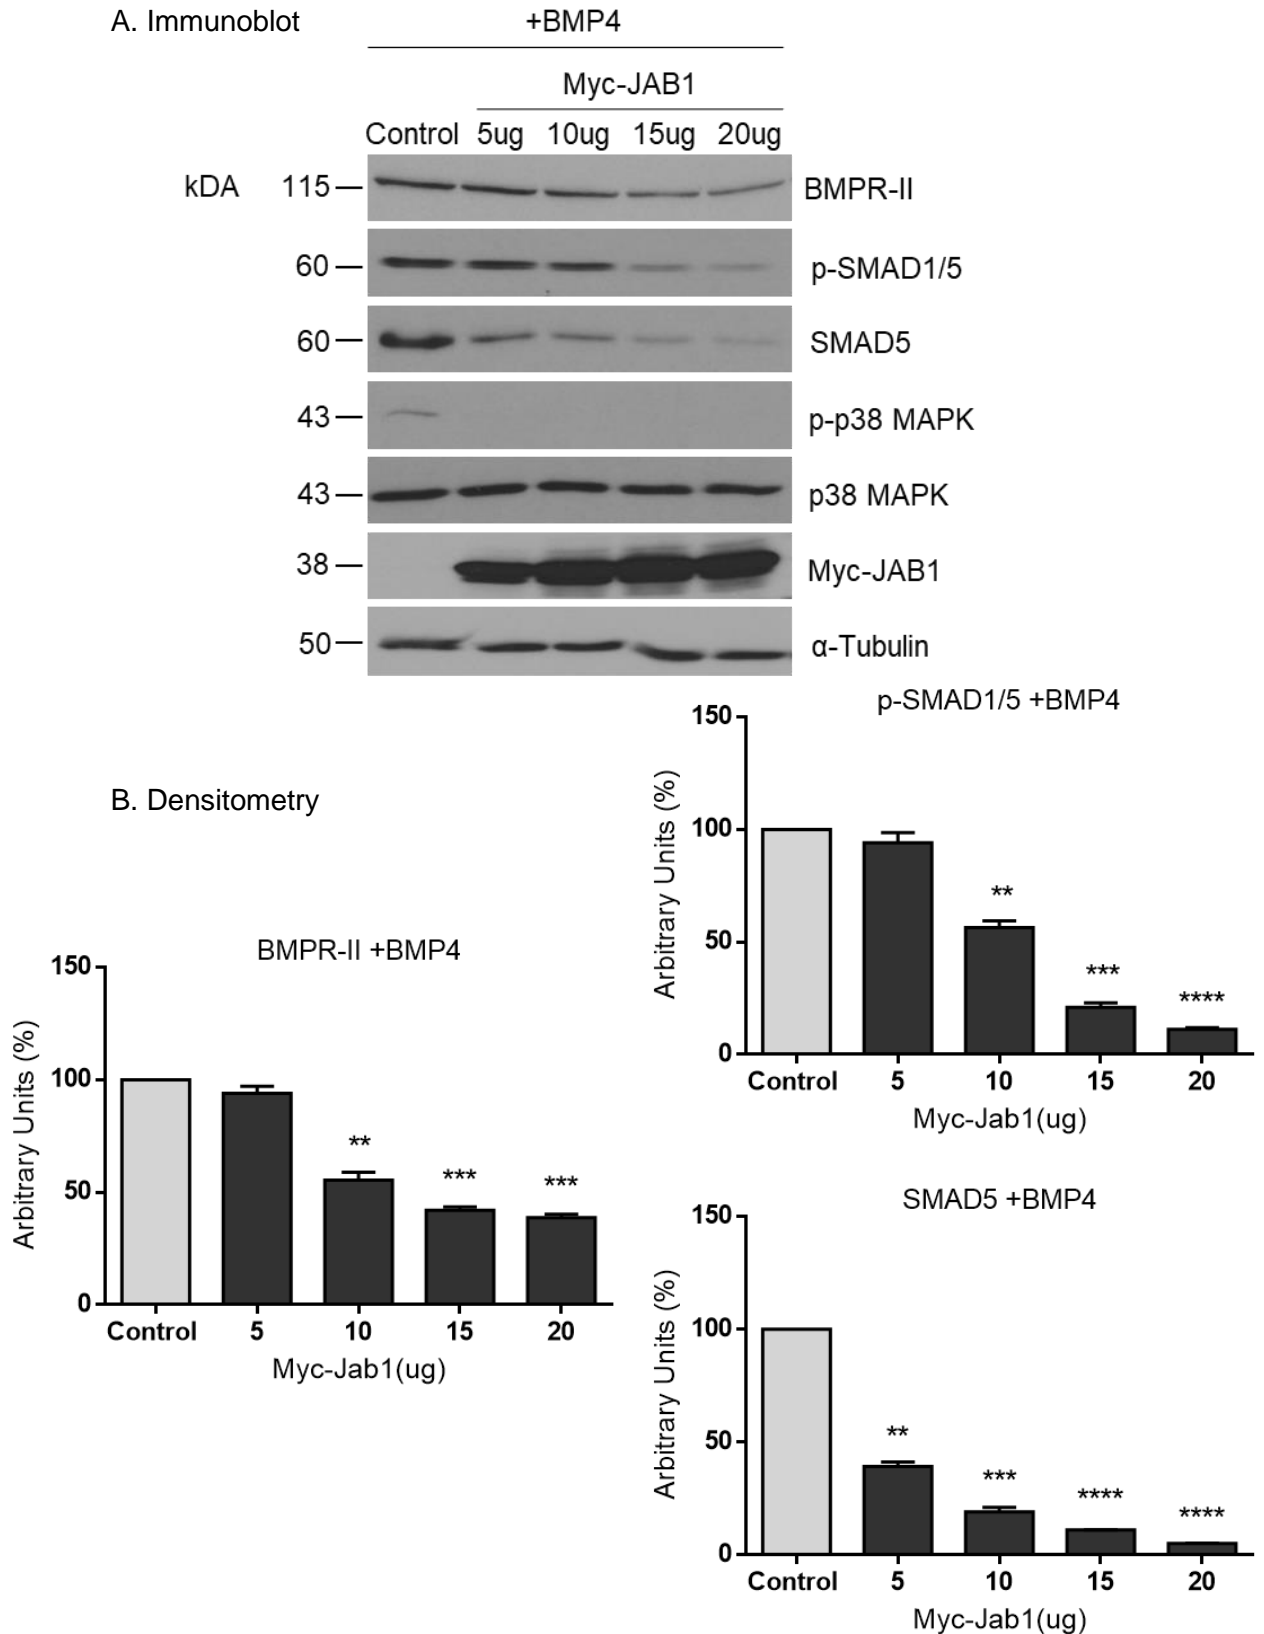 A. Immunoblot
+BMP4
Myc-JAB1
Control 5ug 10ug 15ug 20ug
kDA 115 BMPR-II
60 p-SMAD1/5
60 SMAD5
43 p-p38 MAPK
43 p38 MAPK
38 Myc-JAB1
50 α-Tubulin
B. Densitometry
p-SMAD1/5 +BMP4
Arbitrary Units (%)
150
100
50
0
**
***
****
Control 5 10 15 20
Myc-Jab1(ug)
BMPR-II +BMP4
Arbitrary Units (%)
150
100
50
0
**
***
***
Control 5 10 15 20
Myc-Jab1(ug)
SMAD5 +BMP4
Arbitrary Units (%)
150
100
50
0
**
***
****
****
Control 5 10 15 20
Myc-Jab1(ug)